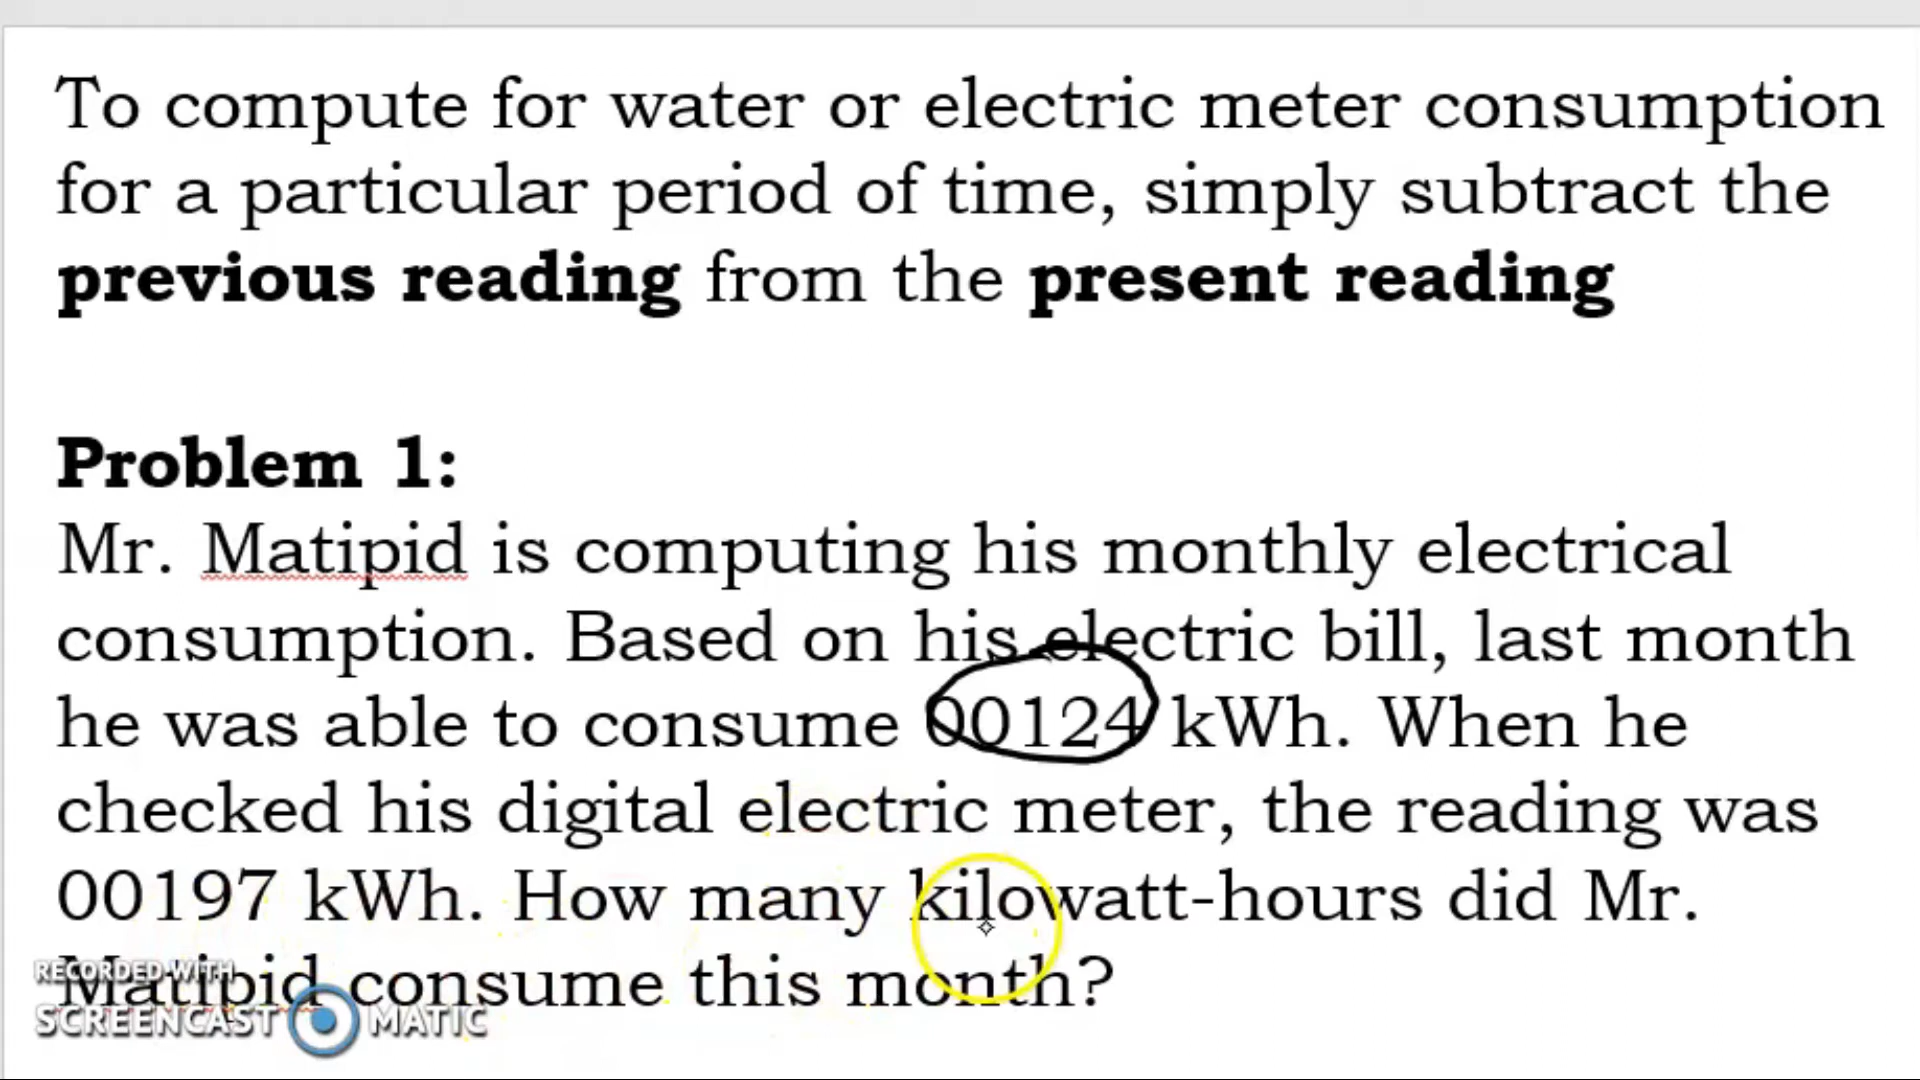 To compute for water or electric meter consumption
for a particular period of time, simply subtract the
previous reading from the present reading
Problem 1:
Mr. Matipid is computing his monthly electrical
consumption. Based on his electric bill, last month
he was able to consume 00124 kWh. When he
checked his digital electric meter, the reading was
00197 kWh. How many kilowatt-hours did Mr.
Matipid consume this month?
RECORDED WITH
SCREENCAST MATIC